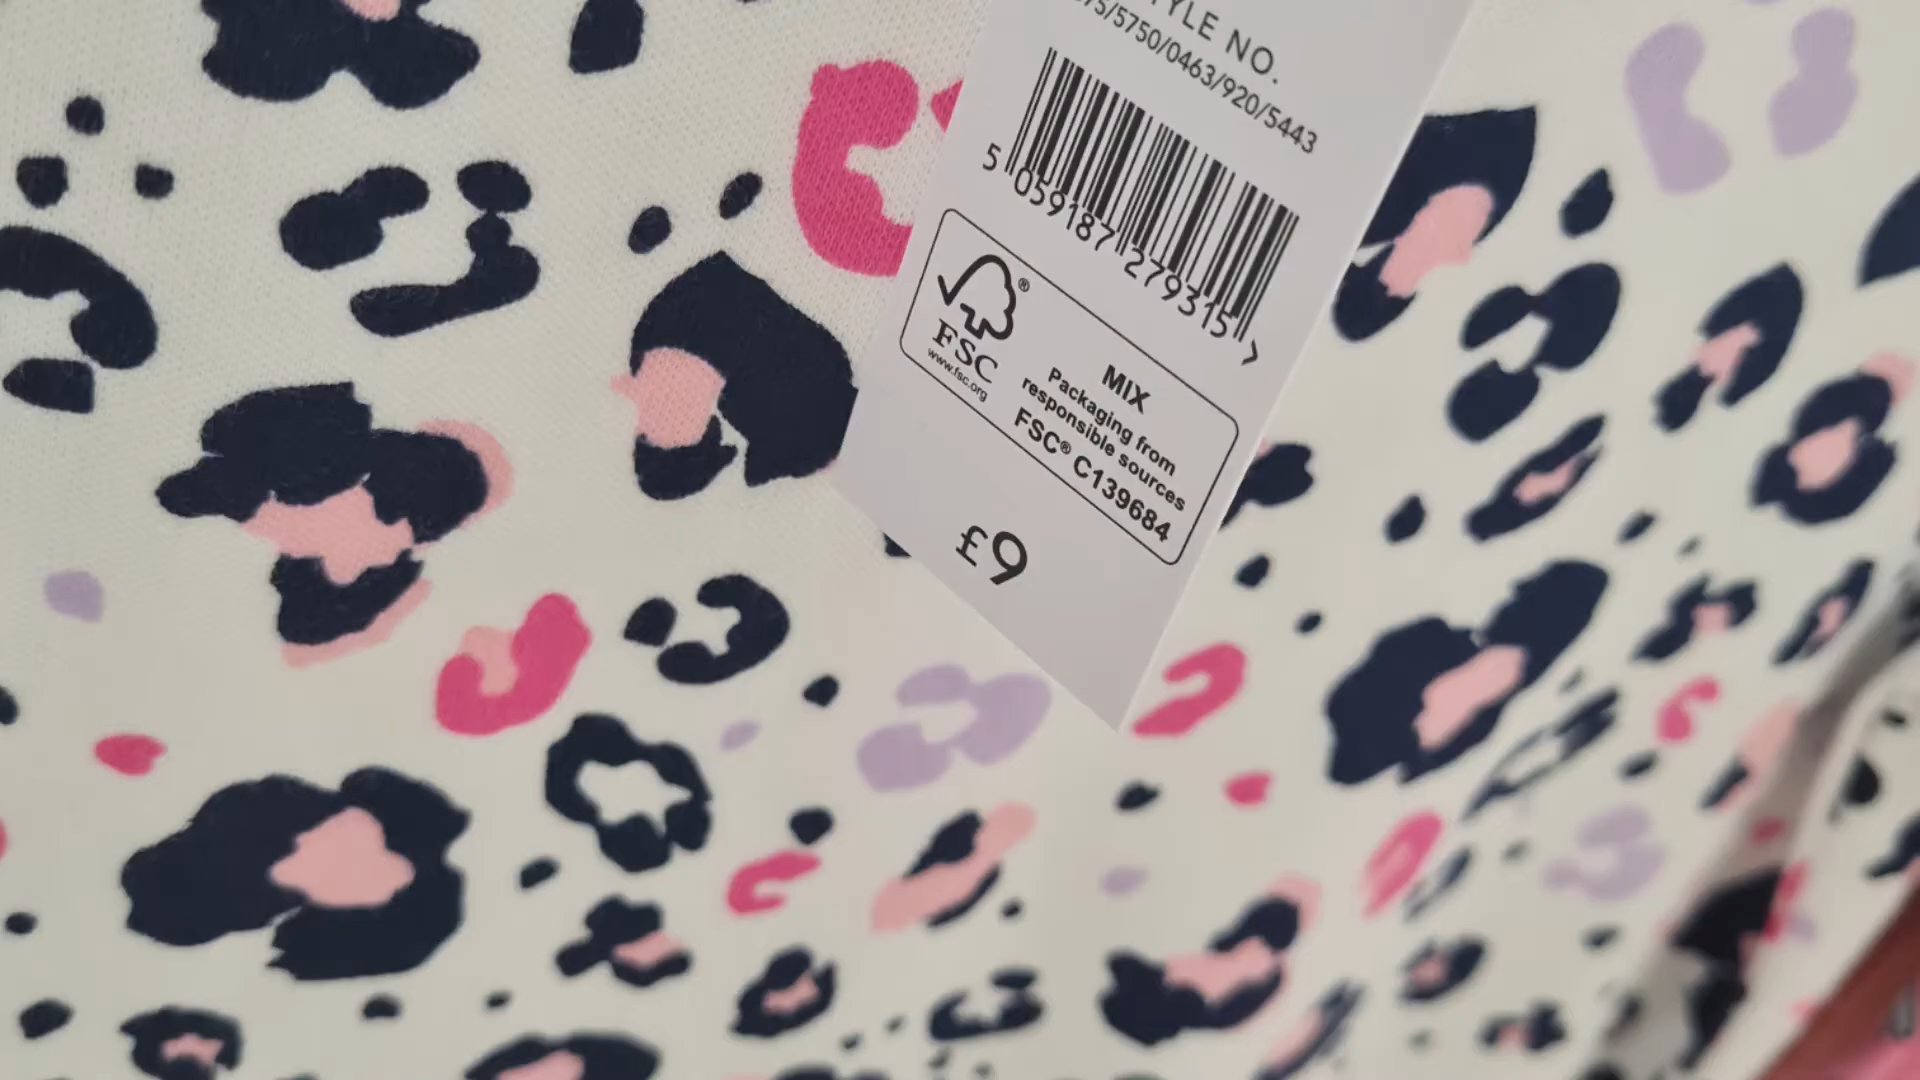 STYLE NO.
75/5750/0463/920/5443
5 059187 279315 >
FSC®
www.fsc.org
MIX
Packaging from
responsible sources
FSC® C139684
£9